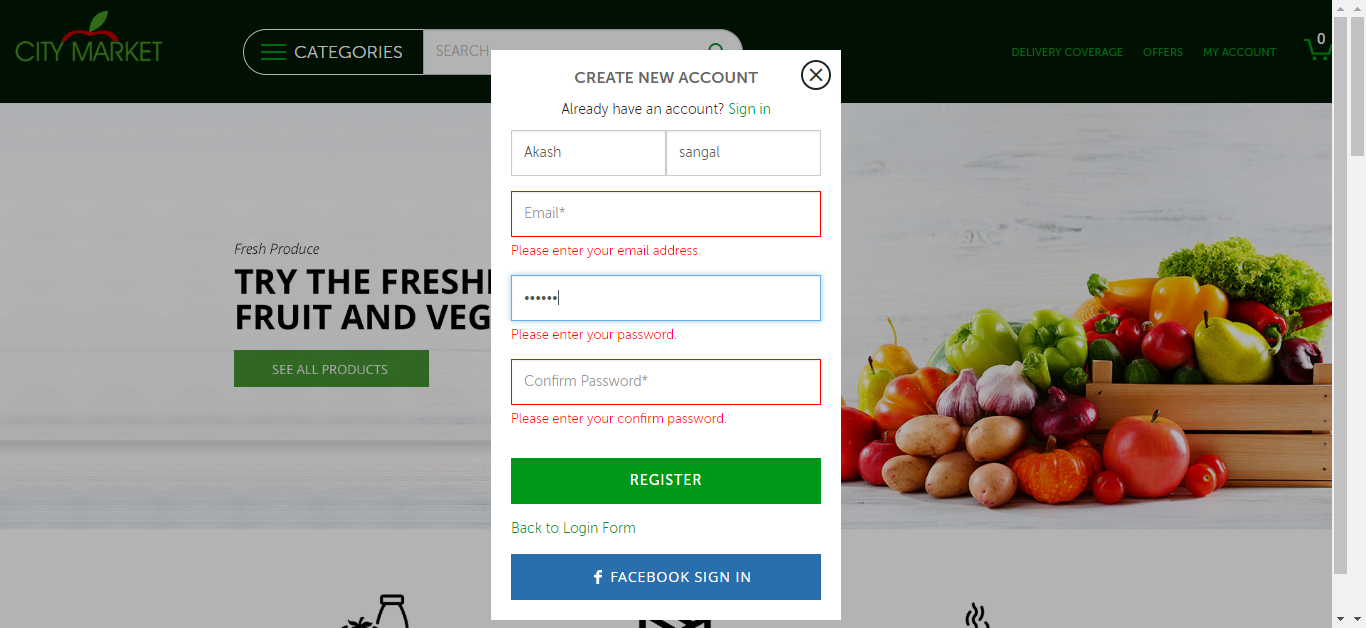 CITY MARKET
CATEGORIES
SEARCH
DELIVERY COVERAGE
OFFERS
MY ACCOUNT
0
CREATE NEW ACCOUNT
Already have an account? Sign in
Akash
sangal
Email*
Please enter your email address.
••••••
Please enter your password.
Confirm Password*
Please enter your confirm password.
REGISTER
Back to Login Form
FACEBOOK SIGN IN
Fresh Produce
TRY THE FRESH
FRUIT AND VEG
SEE ALL PRODUCTS